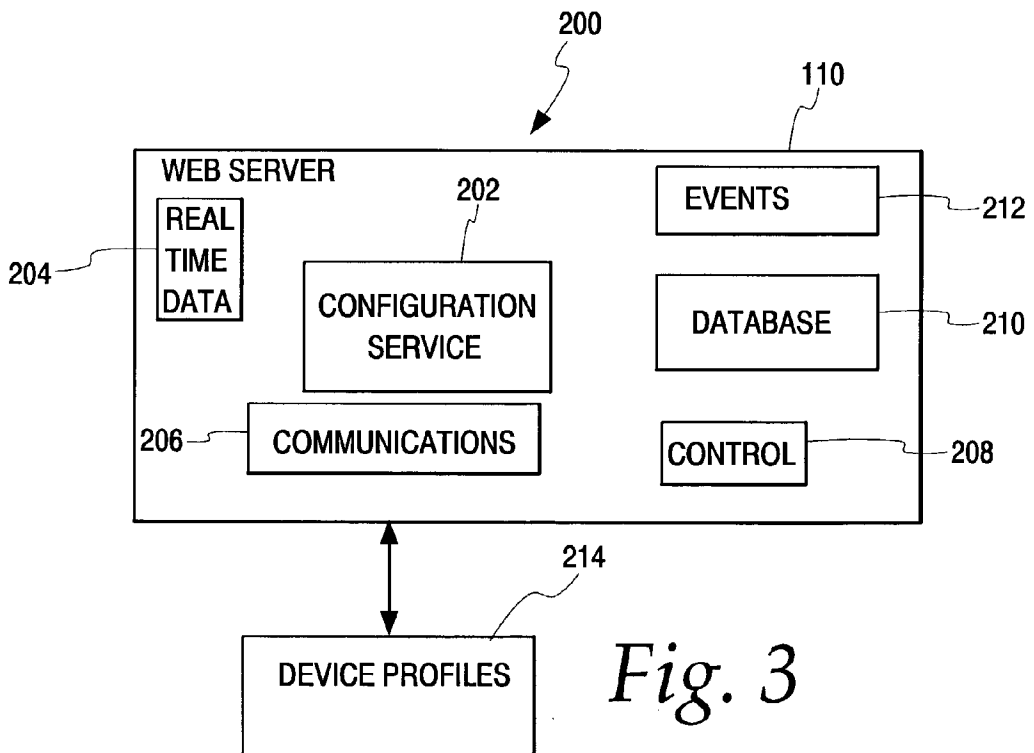 200
110
WEB SERVER
202
EVENTS
212
REAL
TIME
DATA
204
CONFIGURATION
SERVICE
DATABASE
210
206
COMMUNICATIONS
CONTROL
208
214
DEVICE PROFILES
Fig. 3